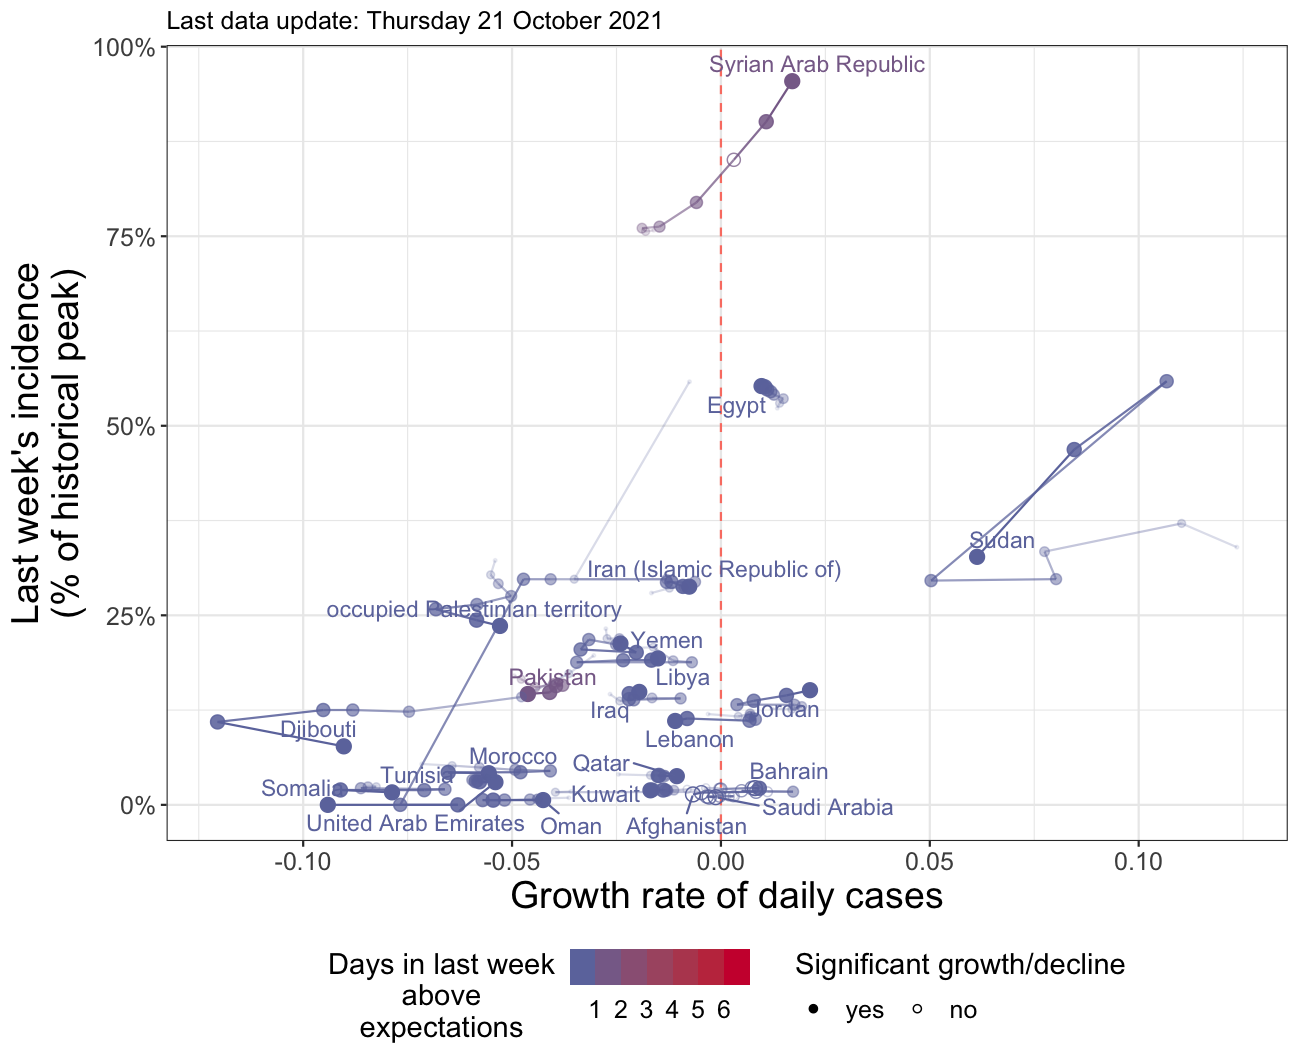 Last data update: Thursday 21 October 2021
100%
75%
50%
25%
0%
Last week's incidence
(% of historical peak)
Syrian Arab Republic
Egypt
Sudan
Iran (Islamic Republic of)
occupied Palestinian territory
Yemen
Pakistan
Libya
Iraq
Jordan
Djibouti
Lebanon
Morocco
Qatar
Bahrain
Tunisia
Somalia
Kuwait
Saudi Arabia
United Arab Emirates
Oman
Afghanistan
-0.10
-0.05
0.00
0.05
0.10
Growth rate of daily cases
Days in last week
above
expectations
1 2 3 4 5 6
Significant growth/decline
yes
no